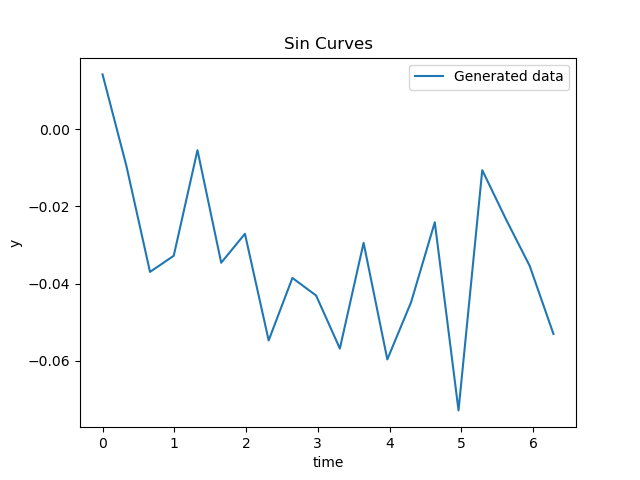 Sin Curves
Generated data
0.00
−0.02
−0.04
−0.06
y
0 1 2 3 4 5 6
time